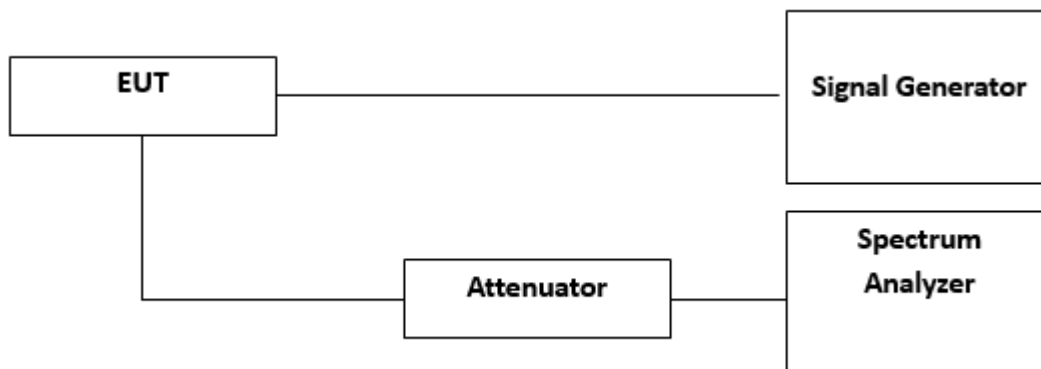 EUT
Signal Generator
Spectrum
Analyzer
Attenuator